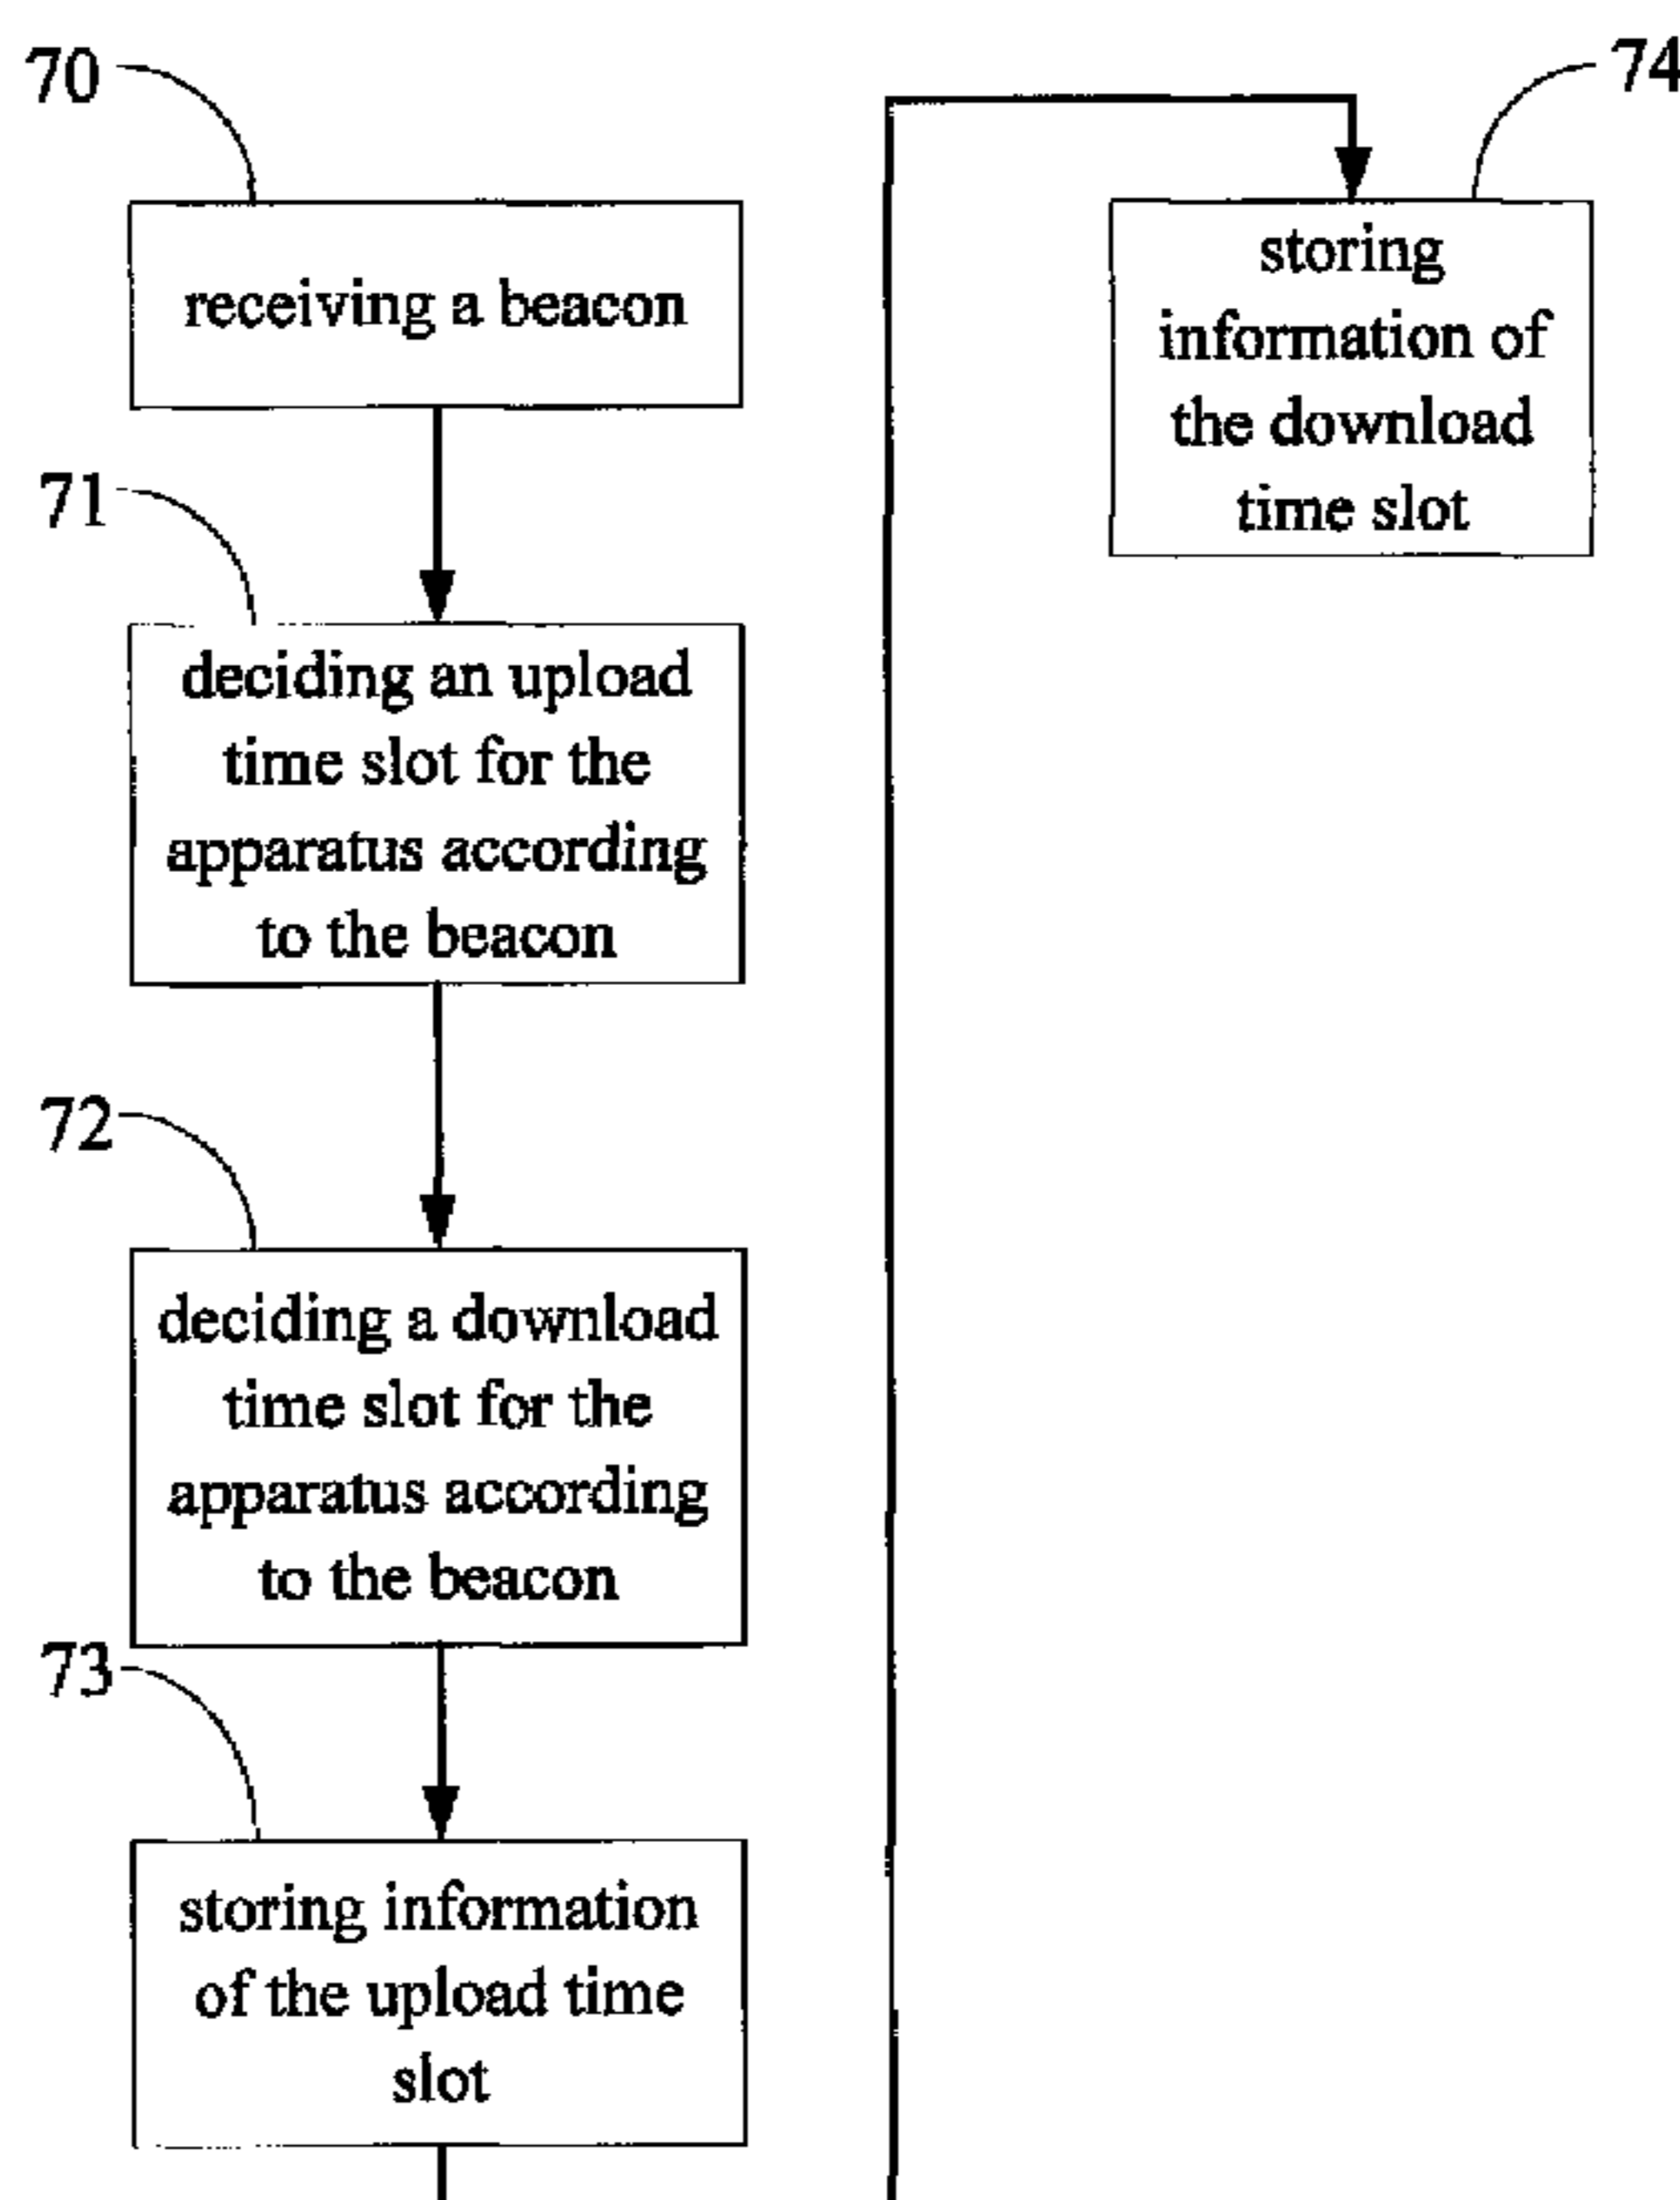 70
receiving a beacon
71
deciding an upload
time slot for the
apparatus according
to the beacon
72
deciding a download
time slot for the
apparatus according
to the beacon
73
storing information
of the upload time
slot
74
storing
information of
the download
time slot